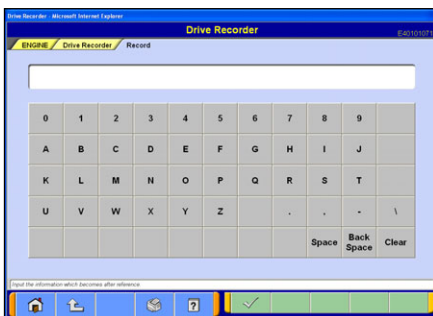 Drive Recorder - Microsoft Internet Explorer
Drive Recorder
E40101071
ENGINE Drive Recorder Record
0 1 2 3 4 5 6 7 8 9
A B C D E F G H I J
K L M N O P Q R S T
U V W X Y Z . , - \
Space Back Space Clear
Input the information which becomes after reference.
?